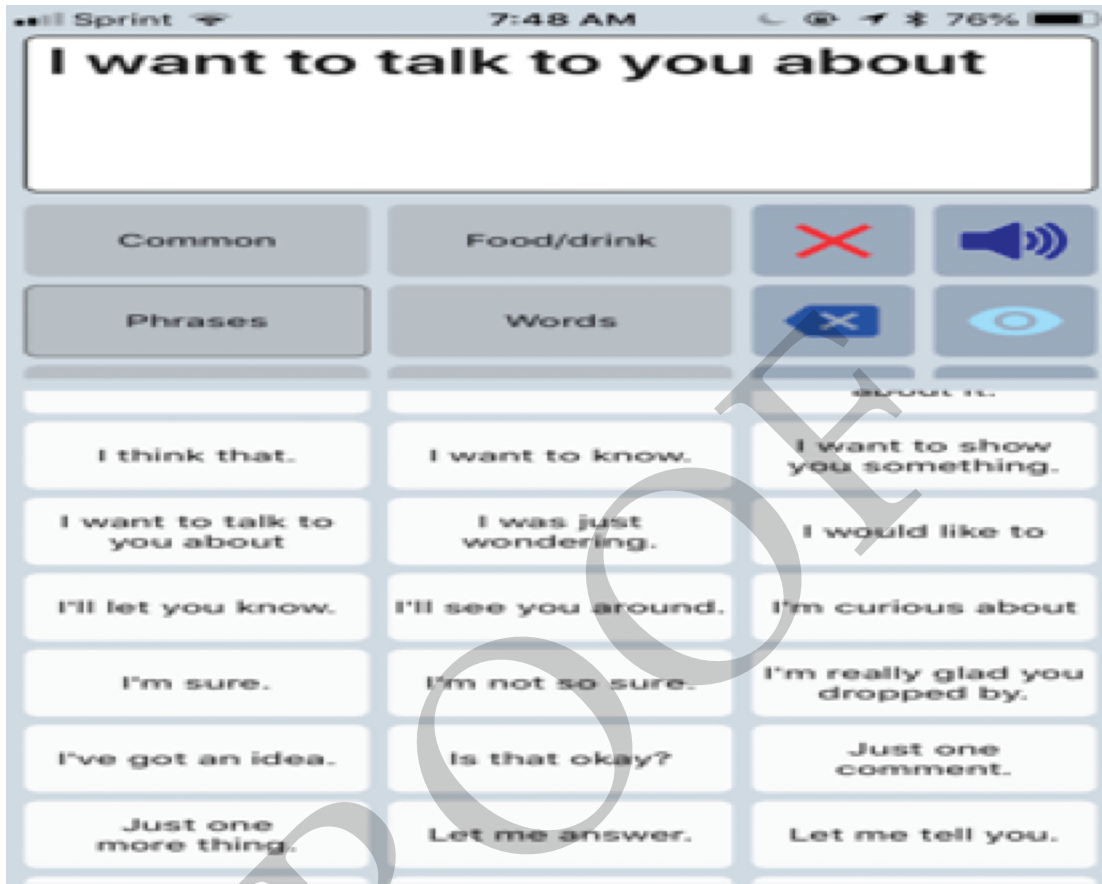 Sprint 7:48 AM 76%
I want to talk to you about
Common Food/drink
Phrases Words
about it.
I think that. I want to know. I want to show
you something.
I want to talk to
you about
I was just
wondering.
I would like to
I'll let you know. I'll see you around. I'm curious about
I'm sure. I'm not so sure. I'm really glad you
dropped by.
I've got an idea. Is that okay? Just one
comment.
Just one
more thing.
Let me answer. Let me tell you.
POOF